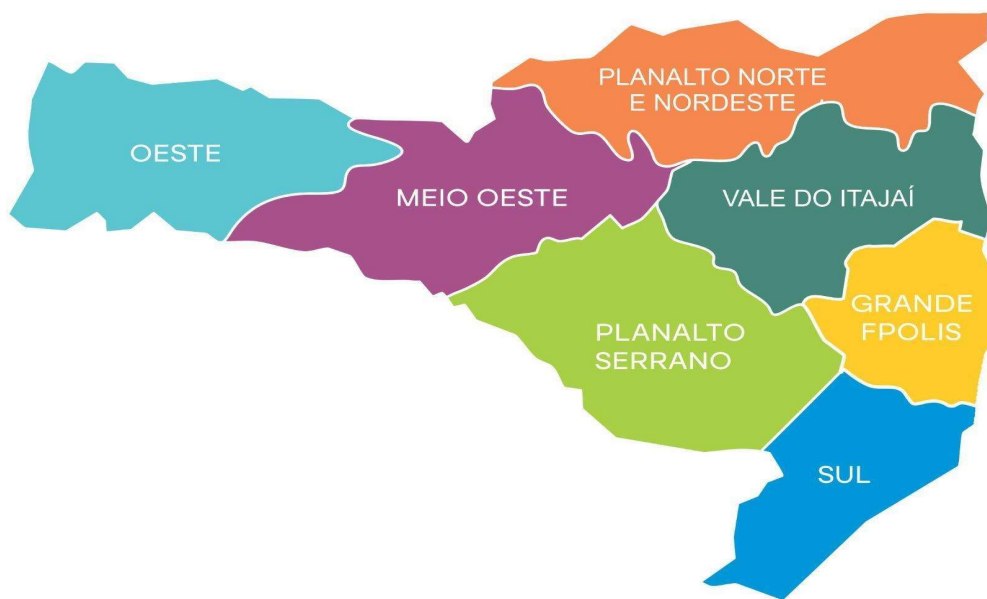 PLANALTO NORTE
E NORDESTE
OESTE
MEIO OESTE
VALE DO ITAJAÍ
GRANDE
FPOLIS
PLANALTO
SERRANO
SUL